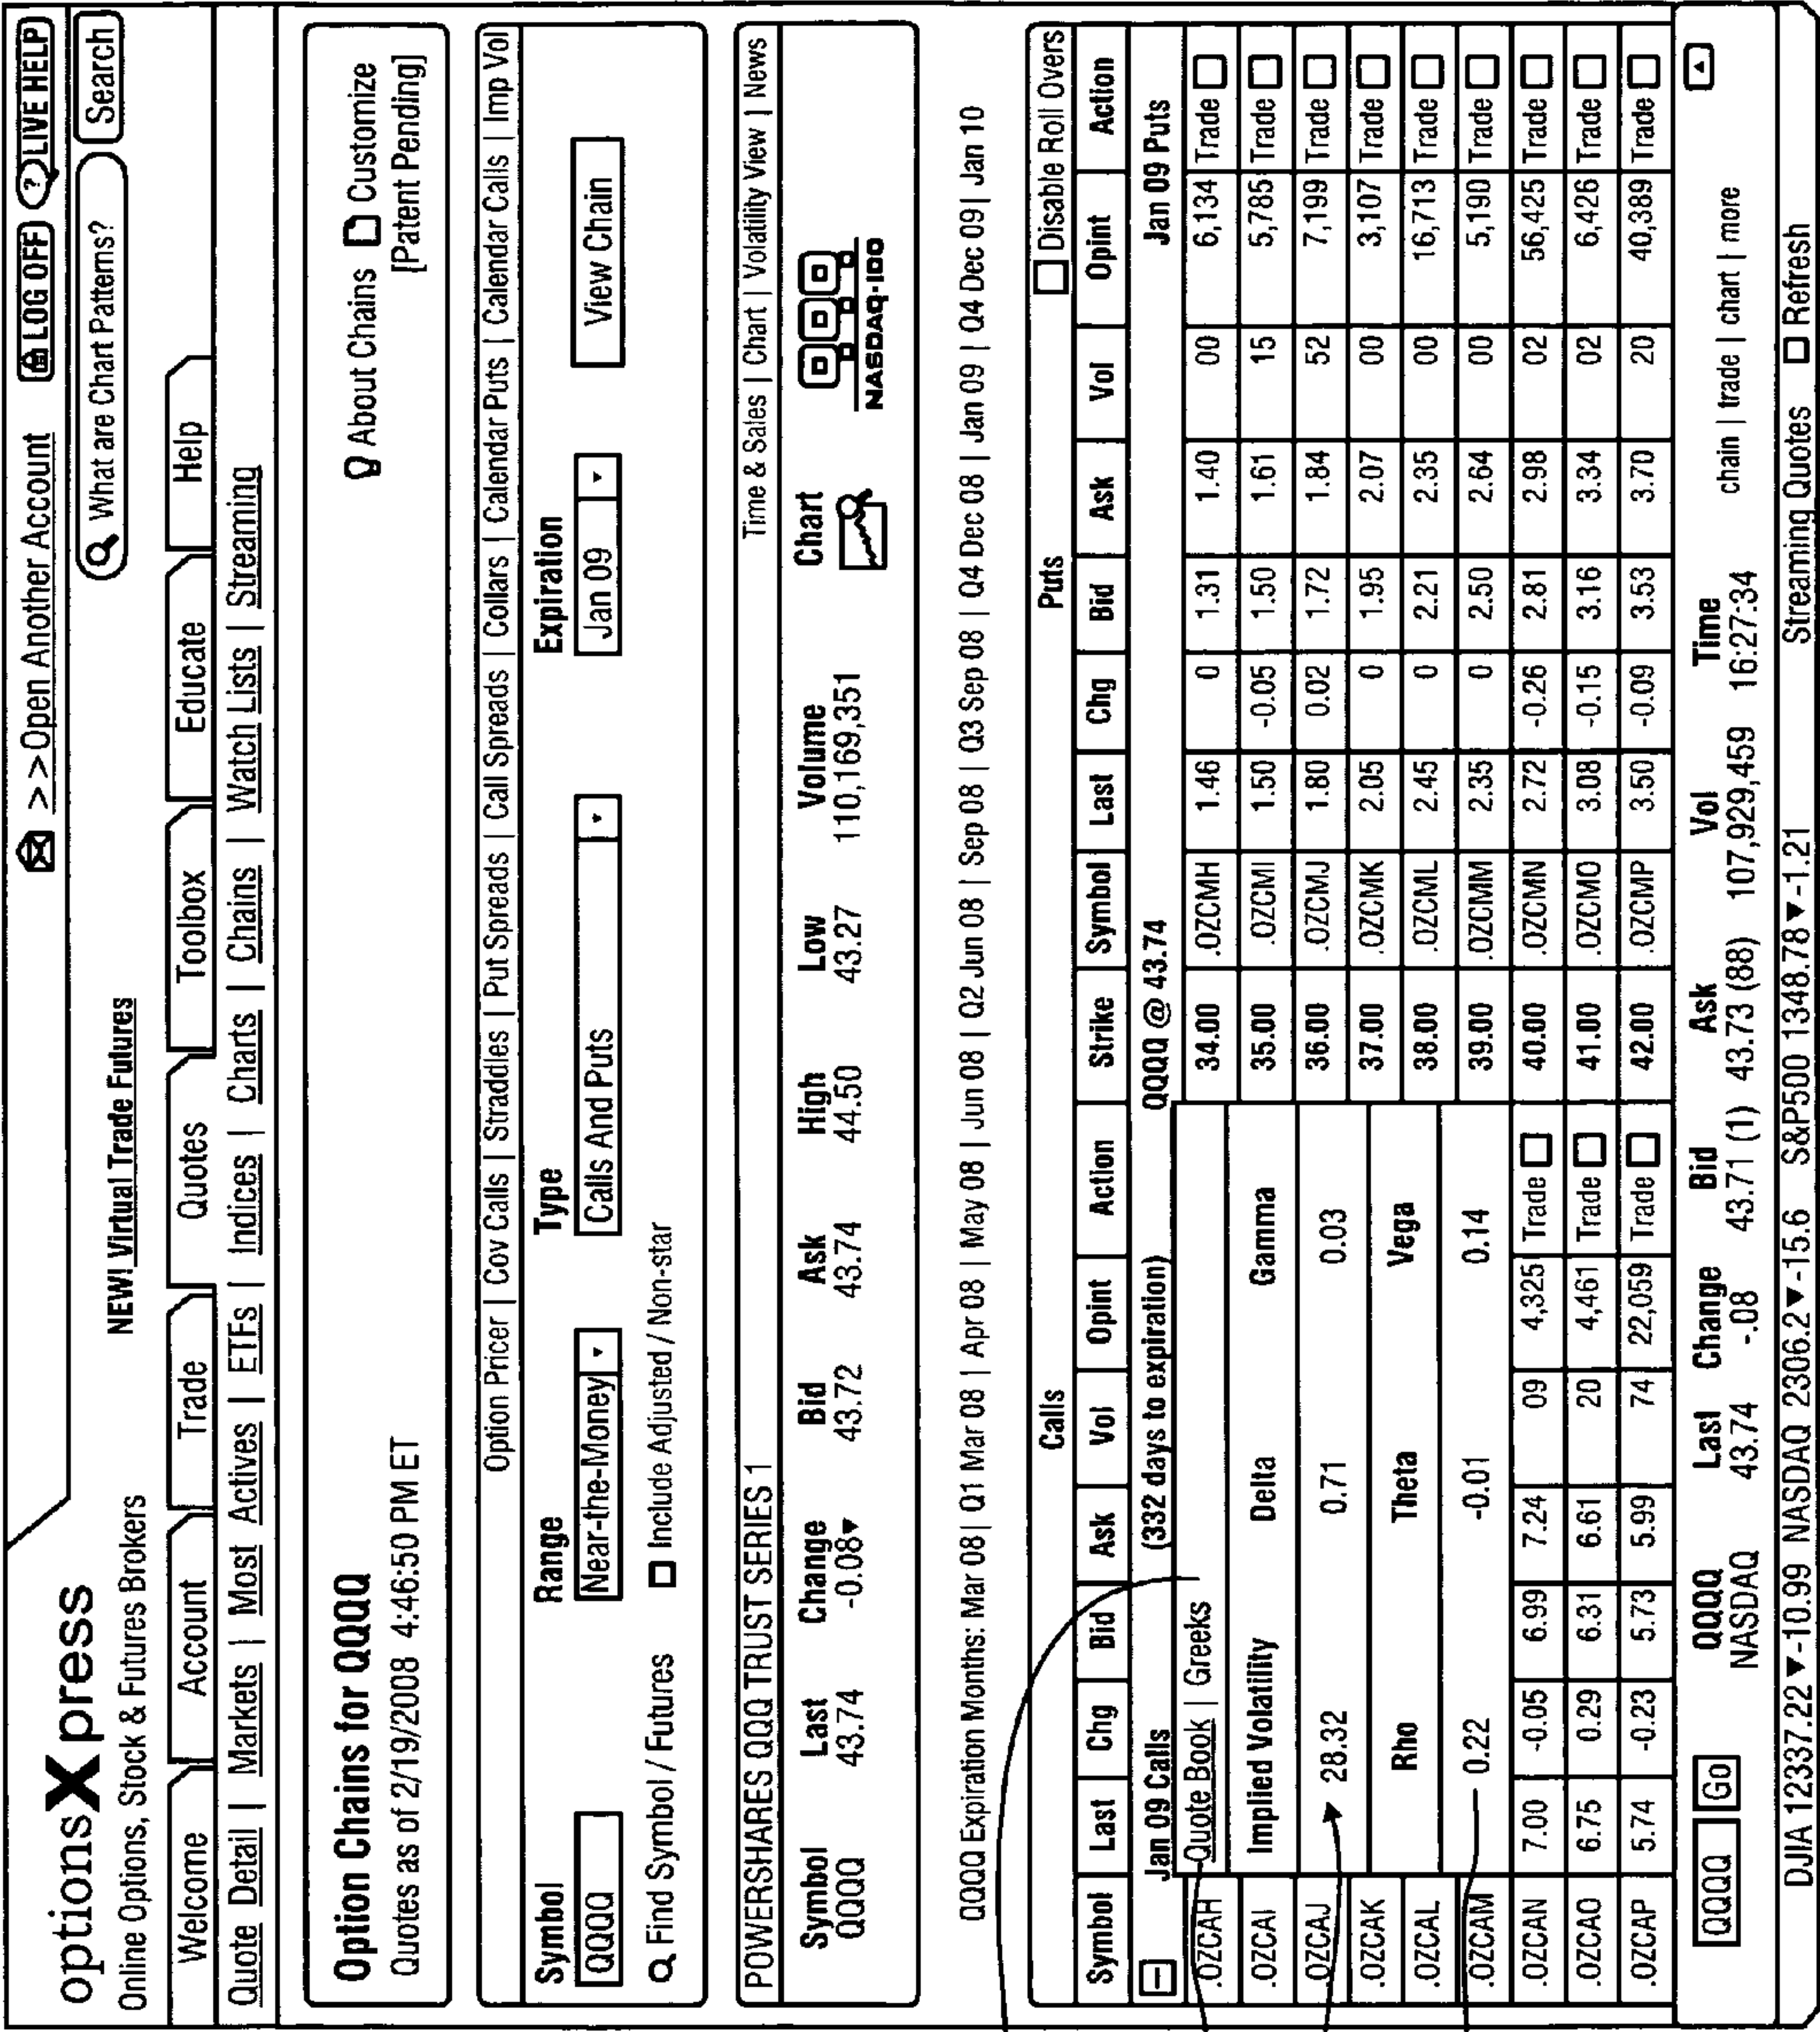 >>Open Another Account LOG OFF ? LIVE HELP
optionsXpress
Online Options, Stock & Futures Brokers
NEW! Virtual Trade Futures
What are Chart Patterns? Search
Welcome Account Trade Quotes Toolbox Educate Help
Quote Detail | Markets | Most Actives | ETFs | Indices | Charts | Chains | Watch Lists | Streaming
Option Chains for QQQQ
Quotes as of 2/19/2008 4:46:50 PM ET
About Chains Customize
[Patent Pending]
Option Pricer | Cov Calls | Straddles | Put Spreads | Call Spreads | Collars | Calendar Puts | Calendar Calls | Imp Vol
Symbol Range Type Expiration
QQQQ Near-the-Money Calls And Puts Jan 09 View Chain
Find Symbol / Futures Include Adjusted / Non-star
POWERSHARES QQQ TRUST SERIES 1 Time & Sales | Chart | Volatility View | News
Symbol Last Change Bid Ask High Low Volume Chart
QQQQ 43.74 -0.08▼ 43.72 43.74 44.50 43.27 110,169,351
NASDAQ-100
QQQQ Expiration Months: Mar 08 | Q1 Mar 08 | Apr 08 | May 08 | Jun 08 | Q2 Jun 08 | Sep 08 | Q3 Sep 08 | Q4 Dec 08 | Jan 09 | Q4 Dec 09 | Jan 10
Calls Puts Disable Roll Overs
Symbol Last Chg Bid Ask Vol Opint Action Strike Symbol Last Chg Bid Ask Vol Opint Action
Jan 09 Calls (332 days to expiration) QQQQ @ 43.74 Jan 09 Puts
.OZCAH Quote Book | Greeks 34.00 .OZCMH 1.46 0 1.31 1.40 00 6,134 Trade
.OZCAI Implied Volatility Delta Gamma 35.00 .OZCMI 1.50 -0.05 1.50 1.61 15 5,785 Trade
.OZCAJ 28.32 0.71 0.03 36.00 .OZCMJ 1.80 0.02 1.72 1.84 52 7,199 Trade
.OZCAK Rho Theta Vega 37.00 .OZCMK 2.05 0 1.95 2.07 00 3,107 Trade
.OZCAL 38.00 .OZCML 2.45 0 2.21 2.35 00 16,713 Trade
.OZCAM 0.22 -0.01 0.14 39.00 .OZCMM 2.35 0 2.50 2.64 00 5,190 Trade
.OZCAN 7.00 -0.05 6.99 7.24 09 4,325 Trade 40.00 .OZCMN 2.72 -0.26 2.81 2.98 02 56,425 Trade
.OZCAO 6.75 0.29 6.31 6.61 20 4,461 Trade 41.00 .OZCMO 3.08 -0.15 3.16 3.34 02 6,426 Trade
.OZCAP 5.74 -0.23 5.73 5.99 74 22,059 Trade 42.00 .OZCMP 3.50 -0.09 3.53 3.70 20 40,389 Trade
QQQQ Go QQQQ Last Change Bid Ask Vol Time
NASDAQ 43.74 -.08 43.71 (1) 43.73 (88) 107,929,459 16:27:34 chain | trade | chart | more
DJIA 12337.22▼-10.99 NASDAQ 2306.2▼-15.6 S&P500 1348.78▼-1.21 Streaming Quotes Refresh